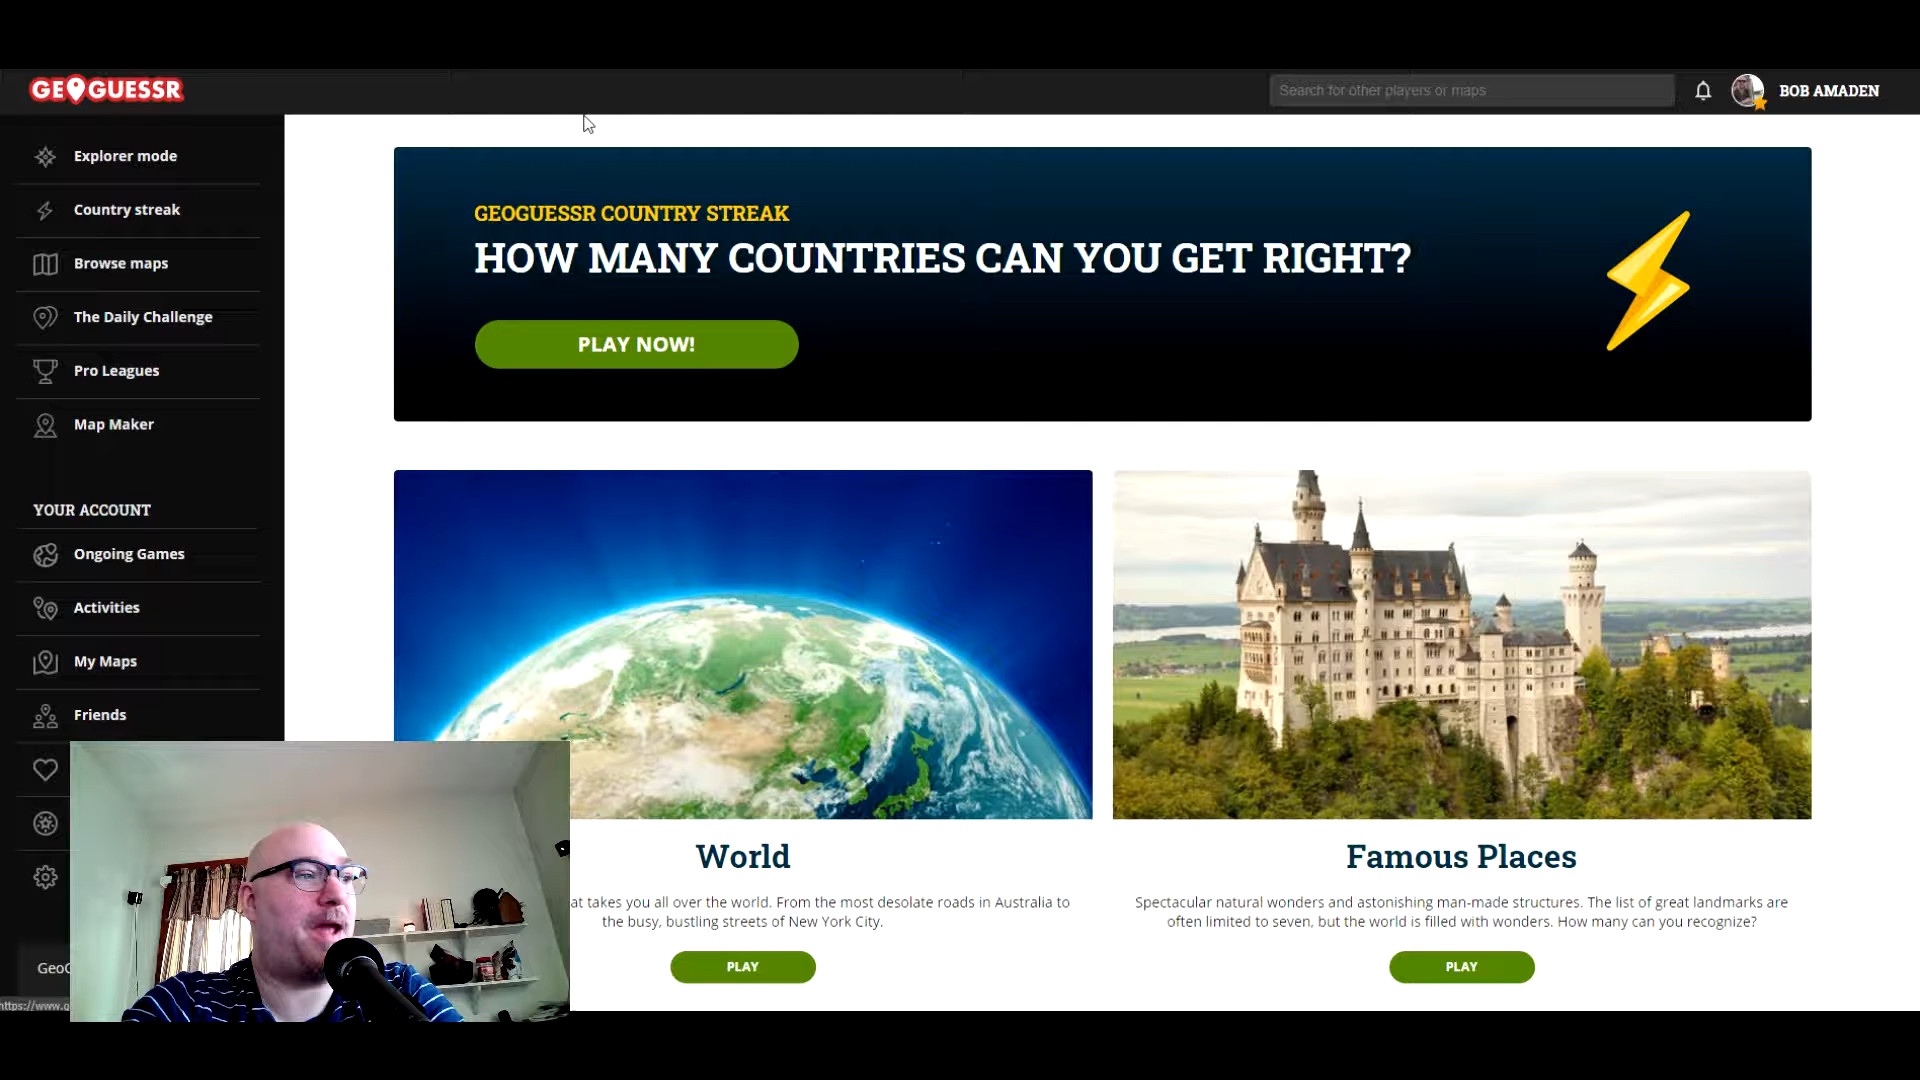 GEOGUESSR
Search for other players or maps
BOB AMADEN
Explorer mode
Country streak
Browse maps
The Daily Challenge
Pro Leagues
Map Maker
YOUR ACCOUNT
Ongoing Games
Activities
My Maps
Friends
GEOGUESSR COUNTRY STREAK
HOW MANY COUNTRIES CAN YOU GET RIGHT?
PLAY NOW!
World
at takes you all over the world. From the most desolate roads in Australia to
the busy, bustling streets of New York City.
PLAY
Famous Places
Spectacular natural wonders and astonishing man-made structures. The list of great landmarks are
often limited to seven, but the world is filled with wonders. How many can you recognize?
PLAY
https://www.g